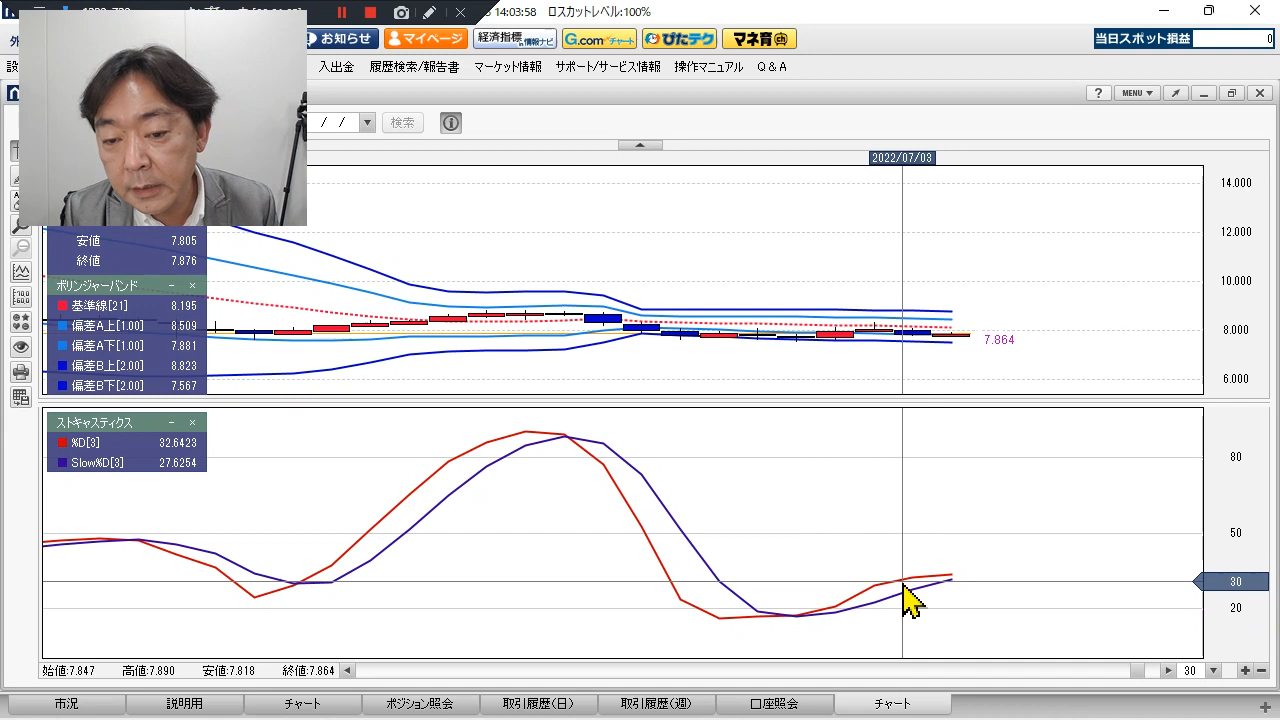 14:03:58 ロスカットレベル:100%
お知らせ マイページ 経済指標 情報ナビ G.comチャート ぴたテク マネ育 当日スポット損益 0
入出金 履歴検索/報告書 マーケット情報 サポート/サービス情報 操作マニュアル Q&A
? MENU
/ / 検索
2022/07/03
14.000
12.000
10.000
8.000
6.000
7.864
安値 7.805
終値 7.876
ボリンジャーバンド － ×
基準線[21] 8.195
偏差A上[1.00] 8.509
偏差A下[1.00] 7.881
偏差B上[2.00] 8.823
偏差B下[2.00] 7.567
ストキャスティクス － ×
%D[3] 32.6423
Slow%D[3] 27.6254
80
50
30
20
始値:7.847 高値:7.890 安値:7.818 終値:7.864 30
市況 説明用 チャート ポジション照会 取引履歴(日) 取引履歴(週) 口座照会 チャート